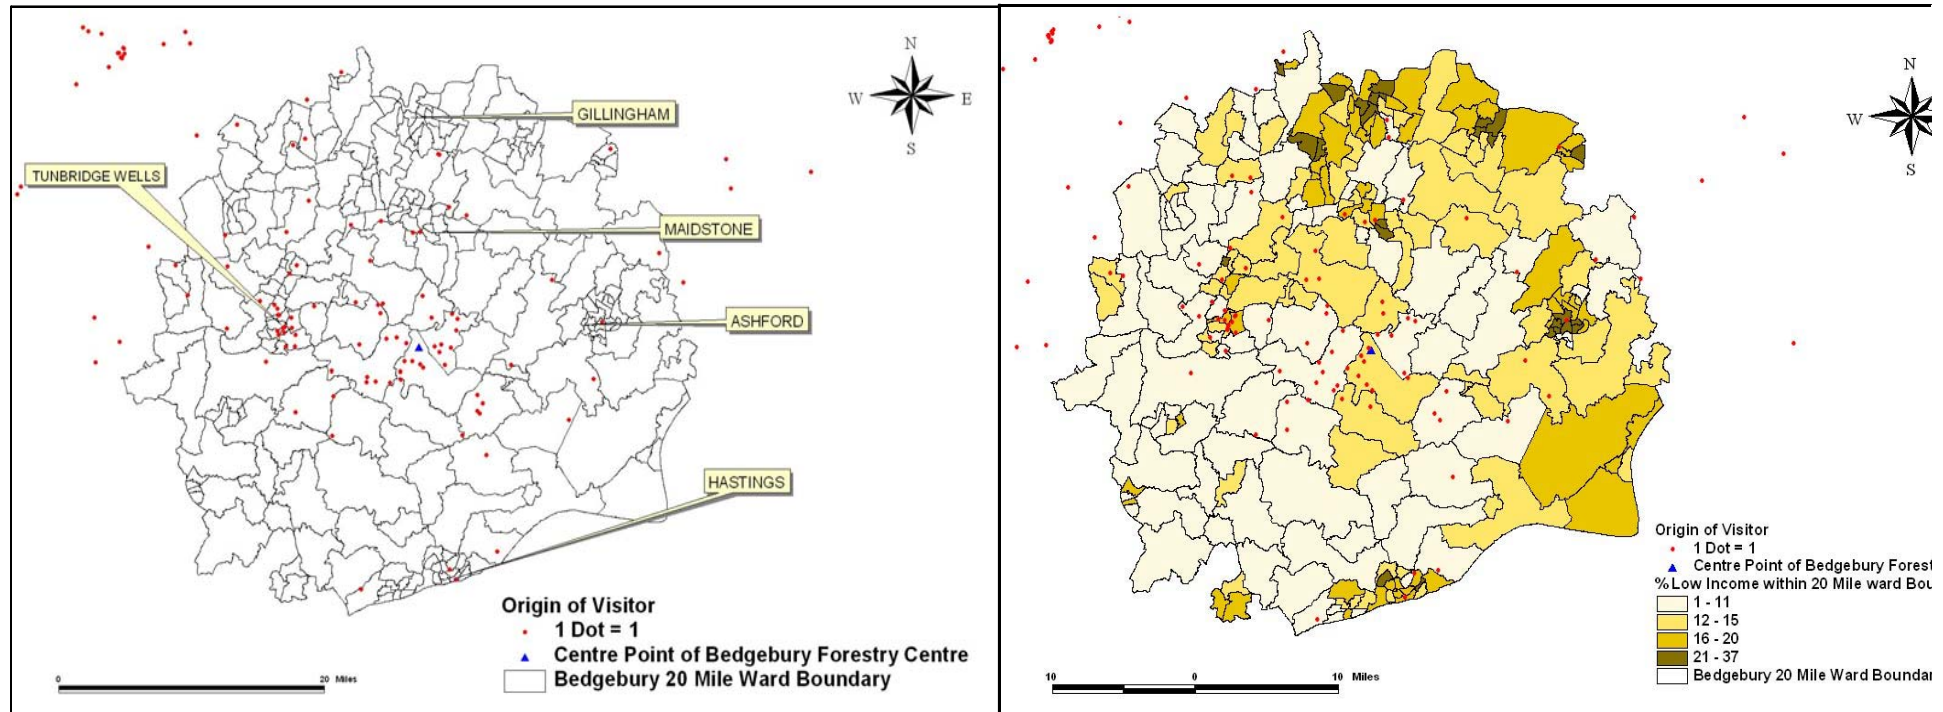 N
W
E
S
GILLINGHAM
TUNBRIDGE WELLS
MAIDSTONE
ASHFORD
HASTINGS
Origin of Visitor
1 Dot = 1
Centre Point of Bedgebury Forestry Centre
Bedgebury 20 Mile Ward Boundary
0
20 Miles
N
W
S
Origin of Visitor
1 Dot = 1
Centre Point of Bedgebury Forest
% Low Income within 20 Mile ward Bou
1 - 11
12 - 15
16 - 20
21 - 37
Bedgebury 20 Mile Ward Boundar
10
0
10 Miles